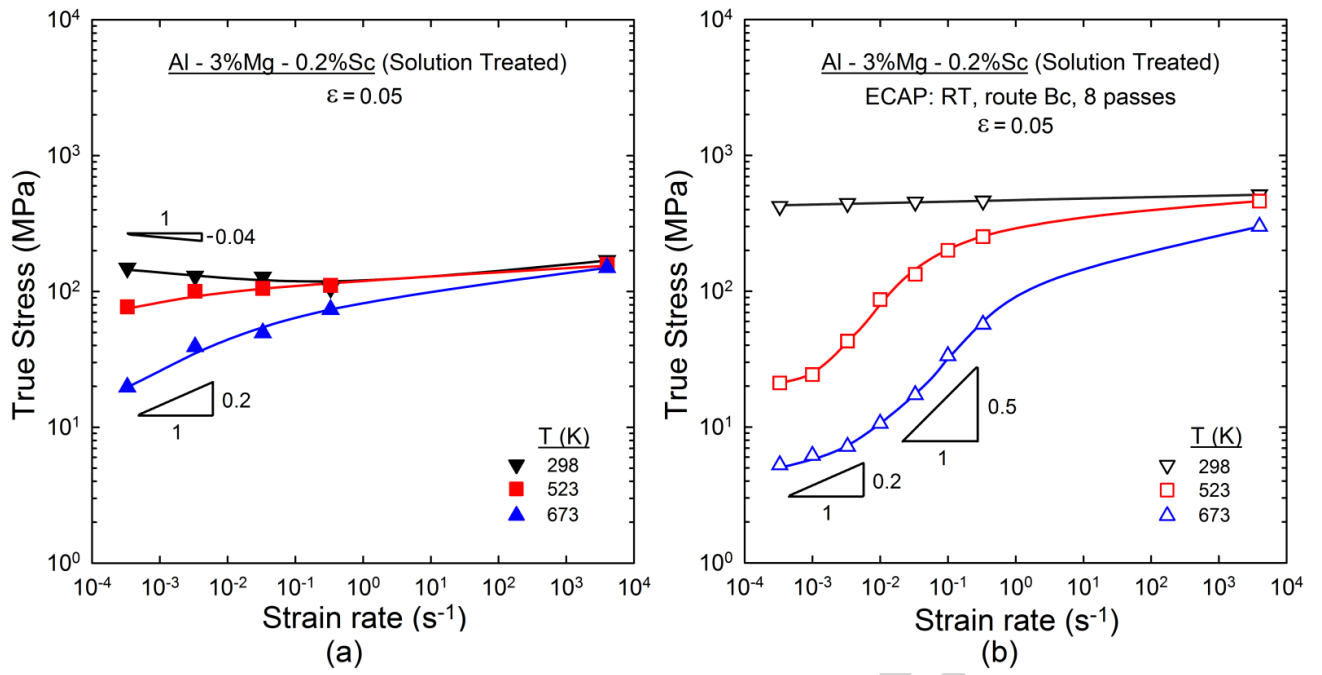 Al - 3%Mg - 0.2%Sc (Solution Treated)
ε = 0.05
10⁴
10³
10²
10¹
10⁰
True Stress (MPa)
1
-0.04
0.2
1
T (K)
298
523
673
10⁻⁴ 10⁻³ 10⁻² 10⁻¹ 10⁰ 10¹ 10² 10³ 10⁴
Strain rate (s⁻¹)
(a)
Al - 3%Mg - 0.2%Sc (Solution Treated)
ECAP: RT, route Bc, 8 passes
ε = 0.05
10⁴
10³
10²
10¹
10⁰
True Stress (MPa)
0.5
1
0.2
1
T (K)
298
523
673
10⁻⁴ 10⁻³ 10⁻² 10⁻¹ 10⁰ 10² 10³ 10⁴
Strain rate (s⁻¹)
(b)